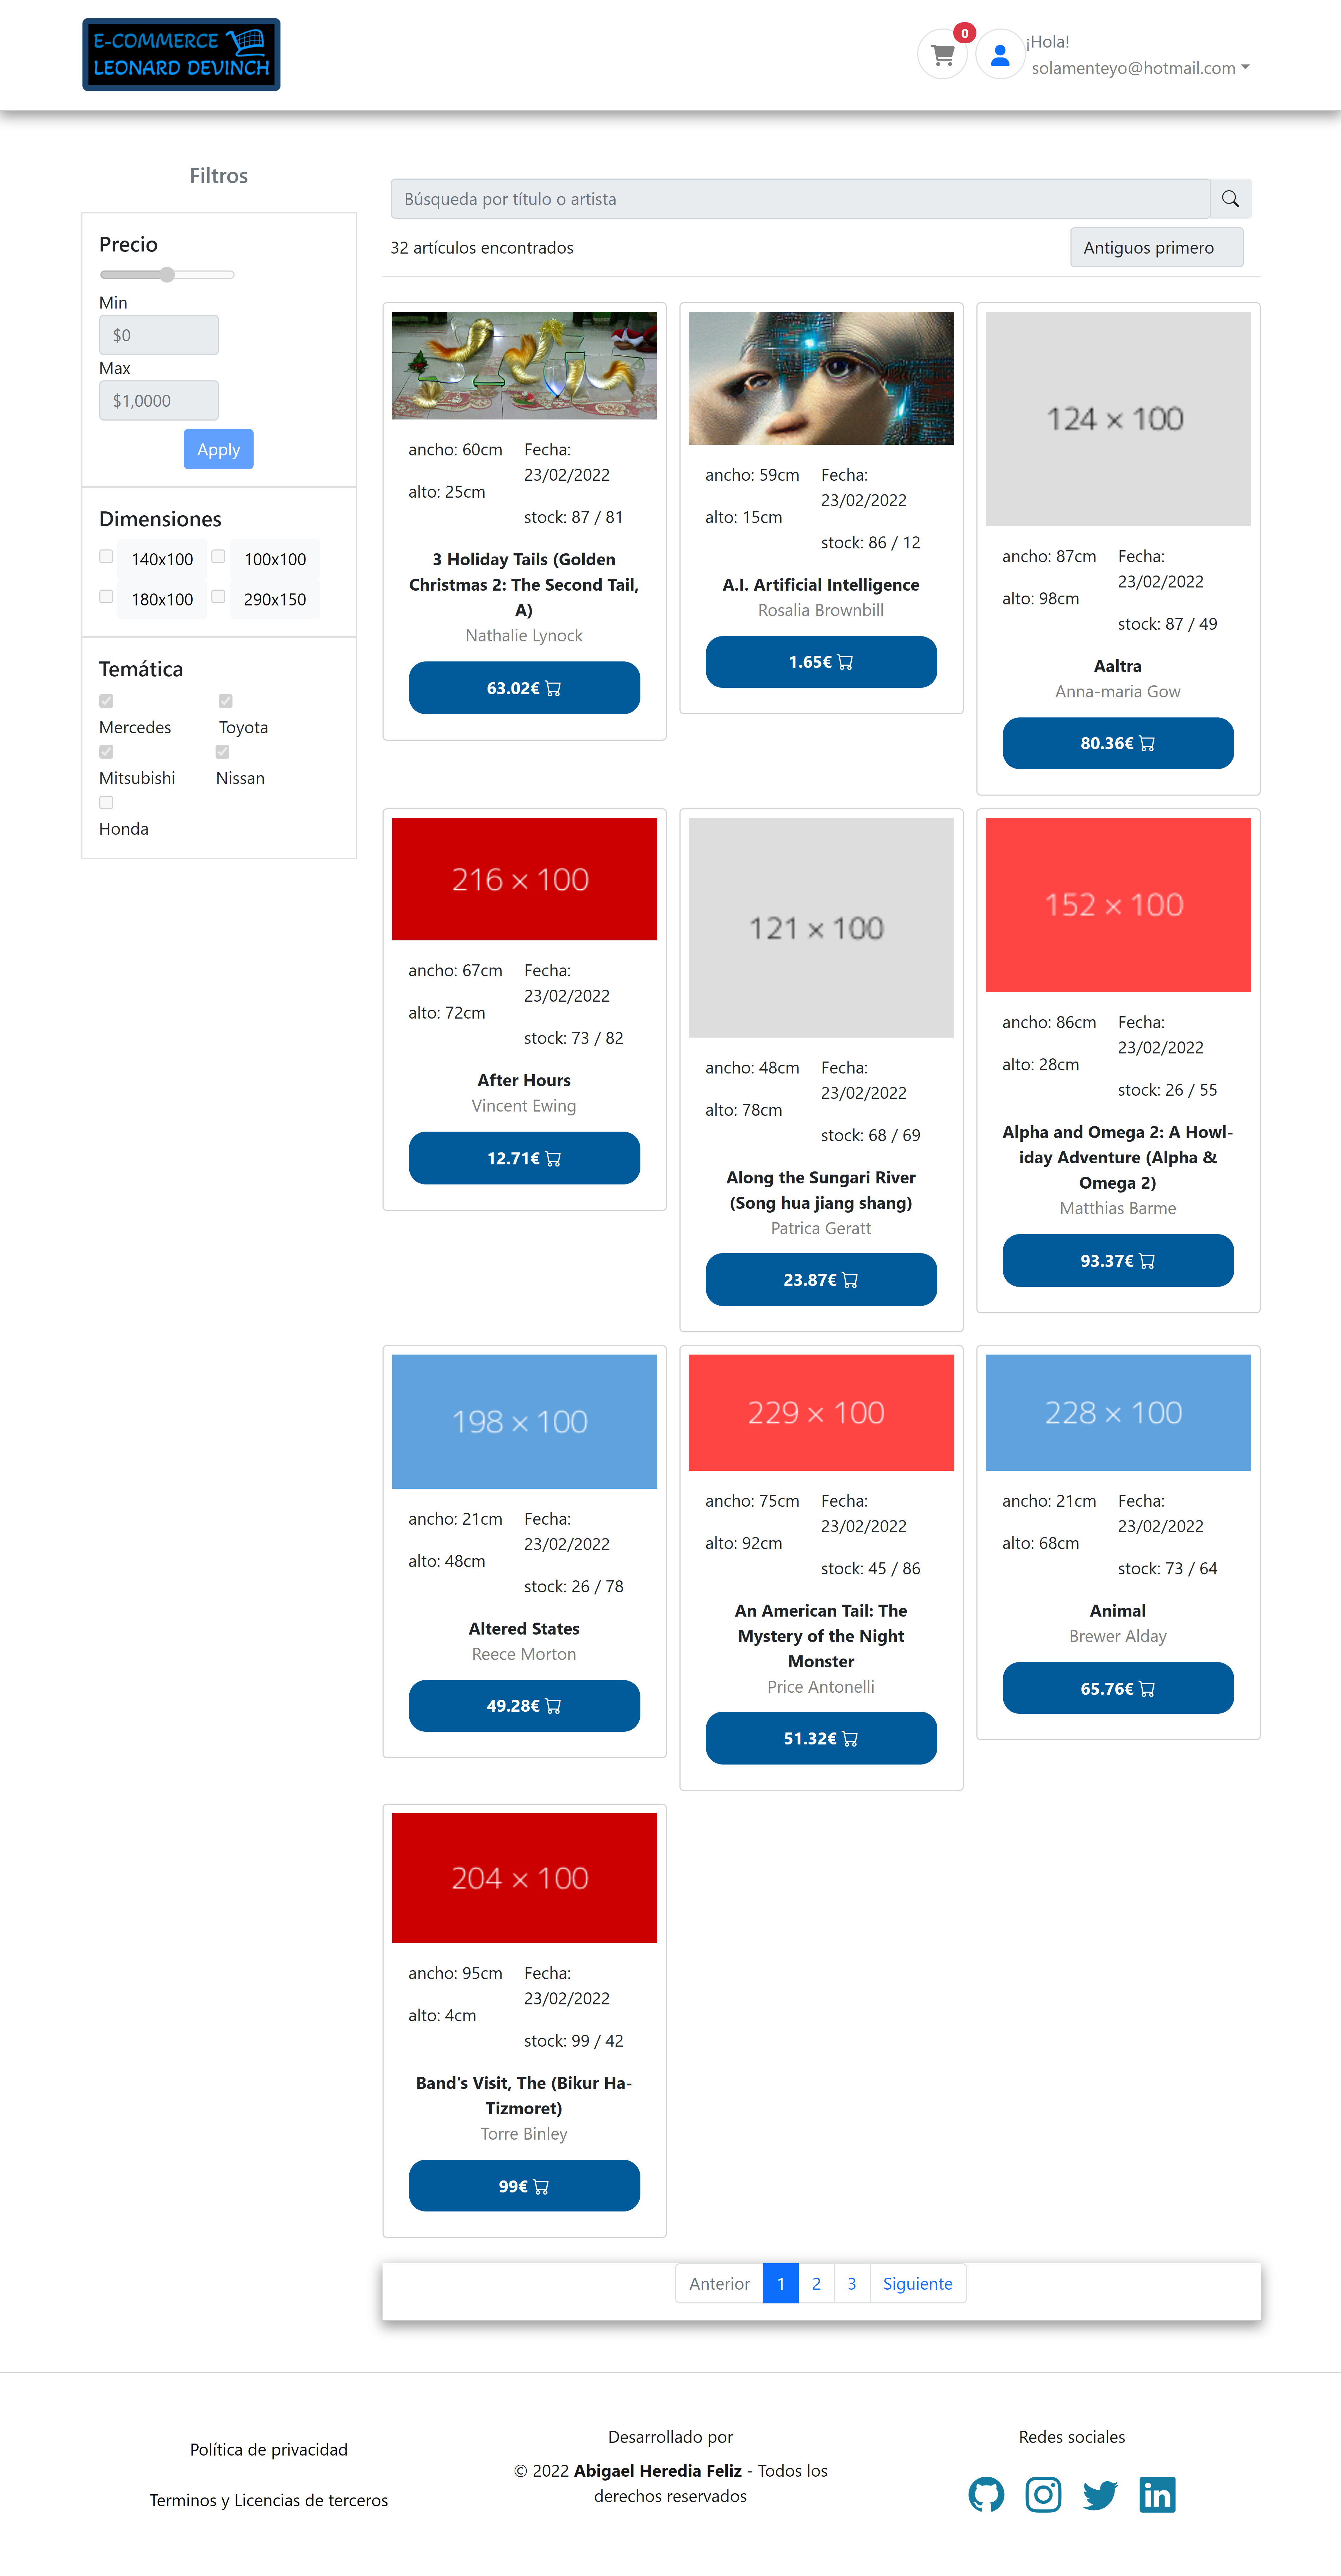 E-COMMERCE
LEONARD DEVINCH
0
¡Hola!
solamenteyo@hotmail.com
Filtros
Precio
Min
$0
Max
$1,0000
Apply
Dimensiones
140x100
100x100
180x100
290x150
Temática
Mercedes
Toyota
Mitsubishi
Nissan
Honda
Búsqueda por título o artista
32 artículos encontrados
Antiguos primero
ancho: 60cm
alto: 25cm
Fecha:
23/02/2022
stock: 87 / 81
3 Holiday Tails (Golden
Christmas 2: The Second Tail,
A)
Nathalie Lynock
63.02€
ancho: 59cm
alto: 15cm
Fecha:
23/02/2022
stock: 86 / 12
A.I. Artificial Intelligence
Rosalia Brownbill
1.65€
124 × 100
ancho: 87cm
alto: 98cm
Fecha:
23/02/2022
stock: 87 / 49
Aaltra
Anna-maria Gow
80.36€
216 × 100
ancho: 67cm
alto: 72cm
Fecha:
23/02/2022
stock: 73 / 82
After Hours
Vincent Ewing
12.71€
121 × 100
ancho: 48cm
alto: 78cm
Fecha:
23/02/2022
stock: 68 / 69
Along the Sungari River
(Song hua jiang shang)
Patrica Geratt
23.87€
152 × 100
ancho: 86cm
alto: 28cm
Fecha:
23/02/2022
stock: 26 / 55
Alpha and Omega 2: A Howl-
iday Adventure (Alpha &
Omega 2)
Matthias Barme
93.37€
198 × 100
ancho: 21cm
alto: 48cm
Fecha:
23/02/2022
stock: 26 / 78
Altered States
Reece Morton
49.28€
229 × 100
ancho: 75cm
alto: 92cm
Fecha:
23/02/2022
stock: 45 / 86
An American Tail: The
Mystery of the Night
Monster
Price Antonelli
51.32€
228 × 100
ancho: 21cm
alto: 68cm
Fecha:
23/02/2022
stock: 73 / 64
Animal
Brewer Alday
65.76€
204 × 100
ancho: 95cm
alto: 4cm
Fecha:
23/02/2022
stock: 99 / 42
Band's Visit, The (Bikur Ha-
Tizmoret)
Torre Binley
99€
Anterior 1 2 3 Siguiente
Política de privacidad
Terminos y Licencias de terceros
Desarrollado por
© 2022 Abigael Heredia Feliz - Todos los
derechos reservados
Redes sociales
in